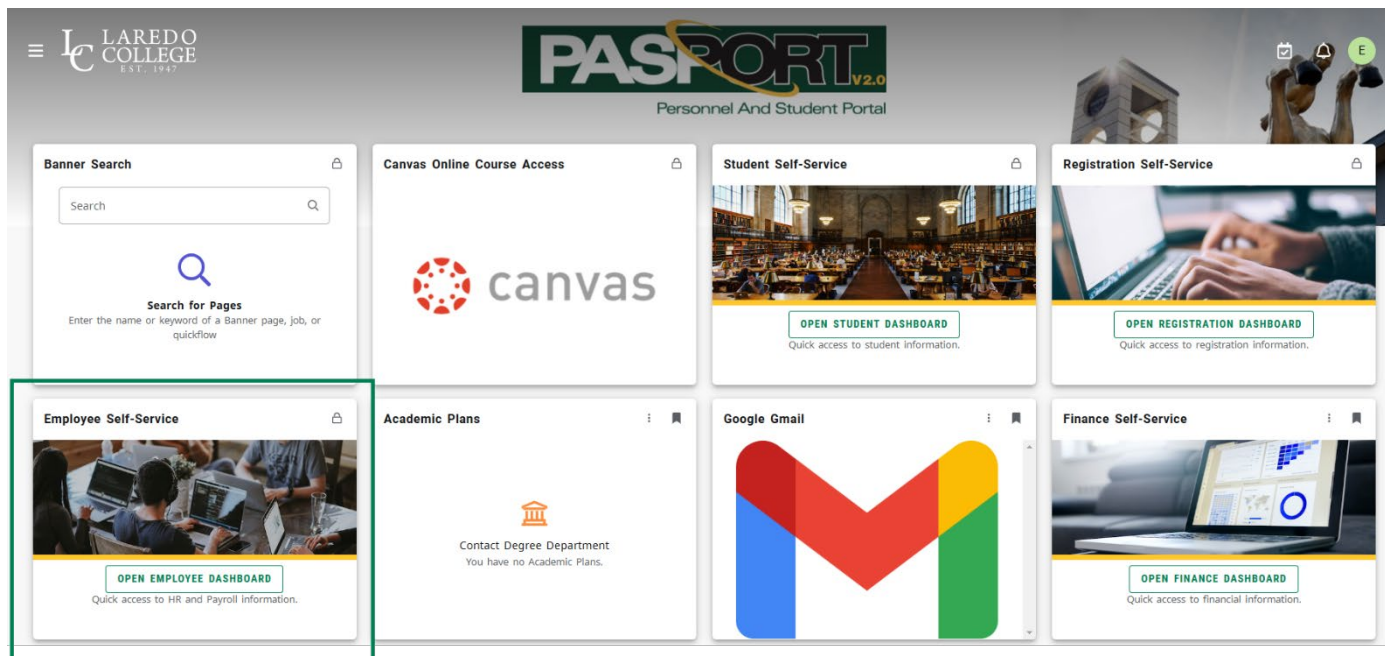 LC LAREDO
COLLEGE
EST. 1947
PASPORT V2.0
Personnel And Student Portal
E
Banner Search
Search
Search for Pages
Enter the name or keyword of a Banner page, job, or
quickflow
Canvas Online Course Access
canvas
Student Self-Service
OPEN STUDENT DASHBOARD
Quick access to student information.
Registration Self-Service
OPEN REGISTRATION DASHBOARD
Quick access to registration information.
Employee Self-Service
OPEN EMPLOYEE DASHBOARD
Quick access to HR and Payroll information.
Academic Plans
Contact Degree Department
You have no Academic Plans.
Google Gmail
Finance Self-Service
OPEN FINANCE DASHBOARD
Quick access to financial information.